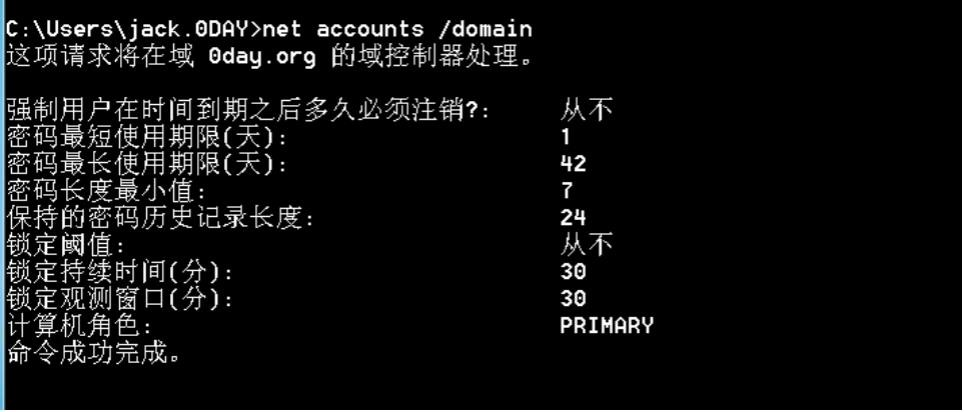 C:\Users\jack.0DAY>net accounts /domain
这项请求将在域 0day.org 的域控制器处理。
强制用户在时间到期之后多久必须注销?: 从不
密码最短使用期限(天): 1
密码最长使用期限(天): 42
密码长度最小值: 7
保持的密码历史记录长度: 24
锁定阈值: 从不
锁定持续时间(分): 30
锁定观测窗口(分): 30
计算机角色: PRIMARY
命令成功完成。